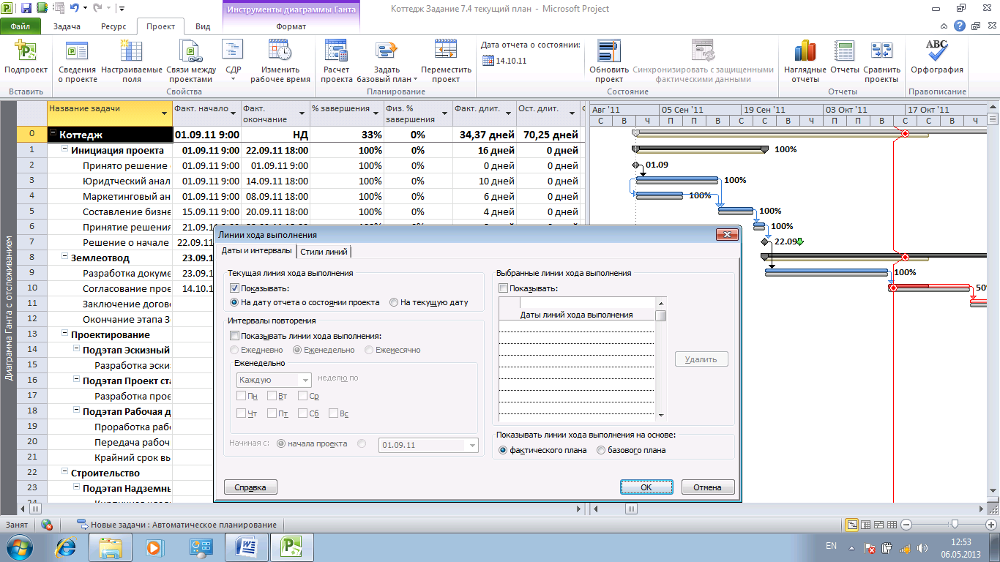 Инструменты диаграммы Ганта
Коттедж Задание 7.4 текущий план - Microsoft Project
Файл Задача Ресурс Проект Вид Формат
Подпроект
Сведения о проекте
Настраиваемые поля
Связи между проектами
СДР
Изменить рабочее время
Расчет проекта
Задать базовый план
Переместить проект
Дата отчета о состоянии:
14.10.11
Обновить проект
Синхронизировать с защищенными фактическими данными
Наглядные отчеты
Отчеты
Сравнить проекты
ABC
Орфография
Вставить Свойства Планирование Состояние Отчеты Правописание
Название задачи Факт. начало Факт. окончание % завершения Физ. % завершения Факт. длит. Ост. длит.
Авг '11 05 Сен '11 19 Сен '11 03 Окт '11 17 Окт '11
С В Ч П П В С Ч П П В С Ч
0 Коттедж 01.09.11 9:00 НД 33% 0% 34,37 дней 70,25 дней
1 Инициация проекта 01.09.11 9:00 22.09.11 18:00 100% 0% 16 дней 0 дней 100%
2 Принято решение 01.09.11 9:00 01.09.11 9:00 100% 0% 0 дней 0 дней 01.09
3 Юридтческий анал 01.09.11 9:00 14.09.11 18:00 100% 0% 10 дней 0 дней 100%
4 Маркетинговый ан 01.09.11 9:00 08.09.11 18:00 100% 0% 6 дней 0 дней 100%
5 Составление бизне 15.09.11 9:00 20.09.11 18:00 100% 0% 4 дней 0 дней 100%
6 Принятие решения 100%
7 Решение о начале 22.09.11 22.09
8 Землеотвод 23.09.1
9 Разработка докуме 23.09.1 100%
10 Согласование прое 14.10.1 50%
11 Заключение догово
12 Окончание этапа З
13 Проектирование
14 Подэтап Эскизный
15 Разработка эски
16 Подэтап Проект ста
17 Разработка прое
18 Подэтап Рабочая д
19 Проработка рабо
20 Передача рабоч
21 Крайний срок вы
22 Строительство
23 Подэтап Надземнь
24
Диаграмма Ганта с отслеживанием
Линии хода выполнения
Даты и интервалы Стили линий
Текущая линия хода выполнения
Показывать:
На дату отчета о состоянии проекта На текущую дату
Интервалы повторения
Показывать линии хода выполнения:
Ежедневно Еженедельно Ежемесячно
Еженедельно
Каждую неделю по
Пн Вт Ср
Чт Пт Сб Вс
Начиная с: начала проекта 01.09.11
Выбранные линии хода выполнения
Показывать:
Даты линий хода выполнения
Удалить
Показывать линии хода выполнения на основе:
фактического плана базового плана
Справка ОК Отмена
Занят Новые задачи : Автоматическое планирование
EN 12:53
06.05.2013